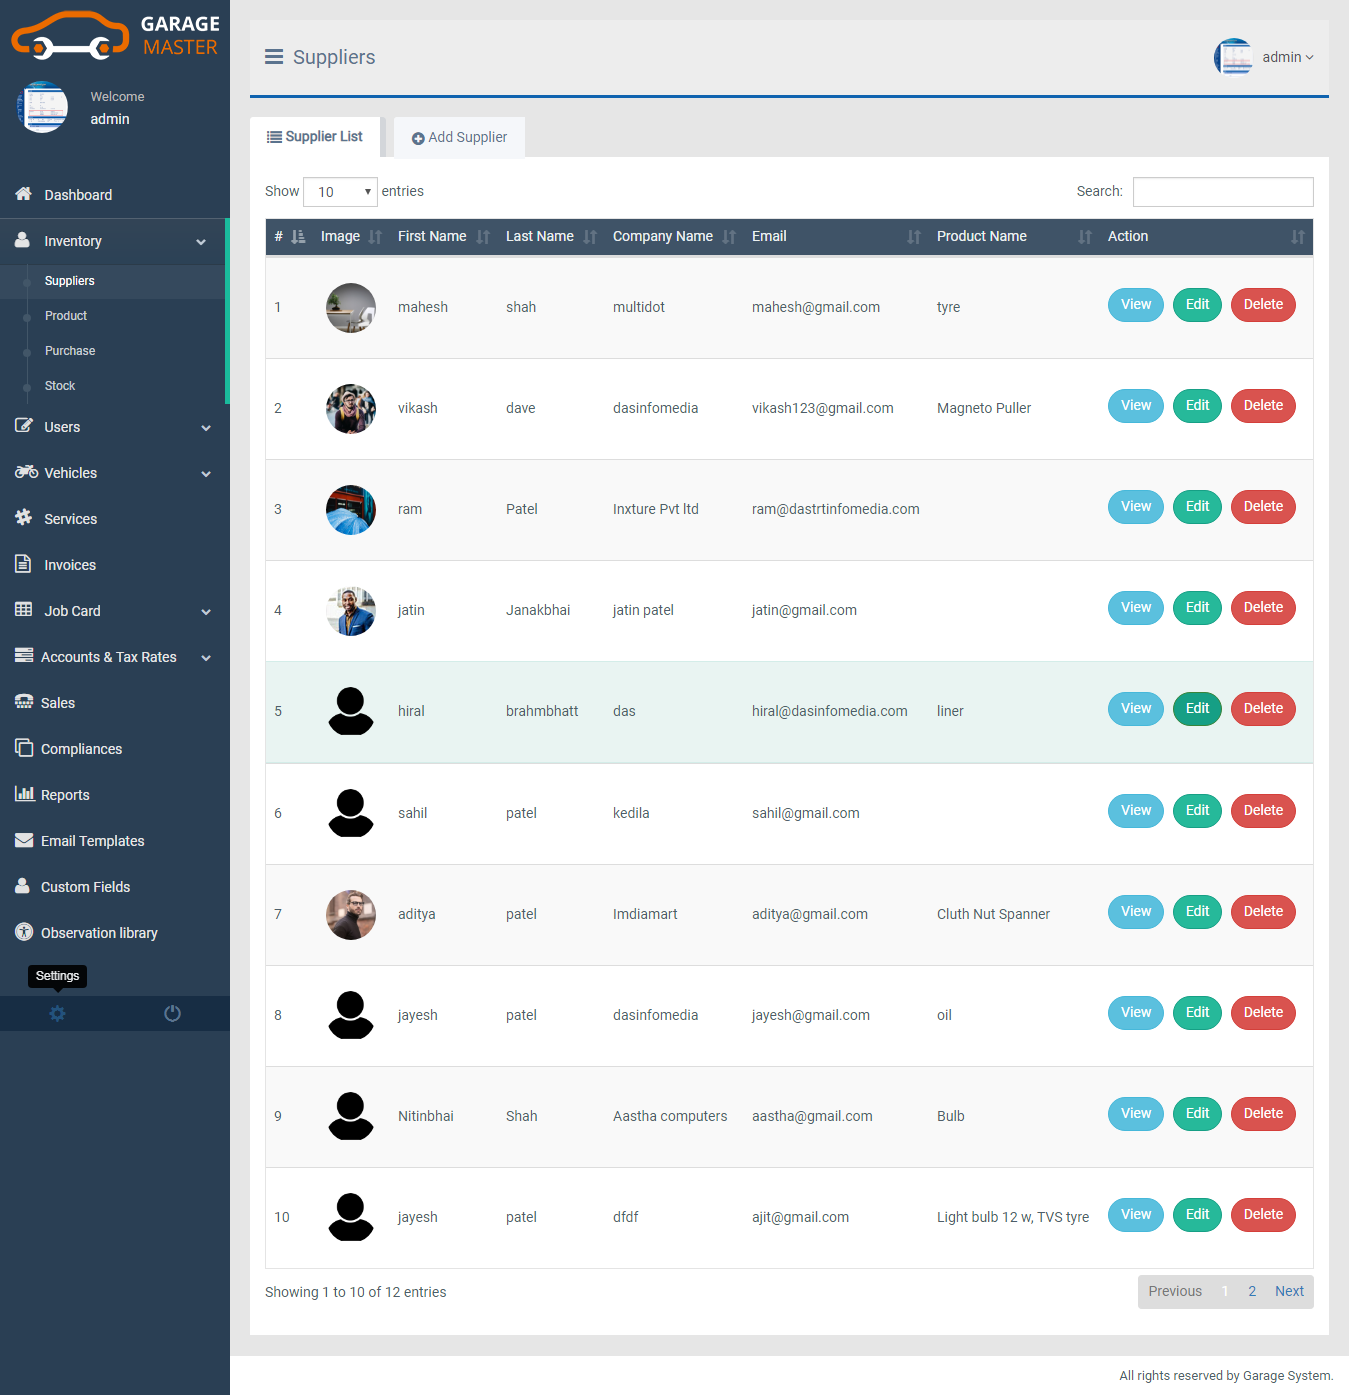 GARAGE
MASTER
Welcome
admin
Dashboard
Inventory
Suppliers
Product
Purchase
Stock
Users
Vehicles
Services
Invoices
Job Card
Accounts & Tax Rates
Sales
Compliances
Reports
Email Templates
Custom Fields
Observation library
Settings
Suppliers
admin
Supplier List
Add Supplier
Show 10 entries
Search:
# Image First Name Last Name Company Name Email Product Name Action
1 mahesh shah multidot mahesh@gmail.com tyre View Edit Delete
2 vikash dave dasinfomedia vikash123@gmail.com Magneto Puller View Edit Delete
3 ram Patel Inxture Pvt ltd ram@dastrtinfomedia.com View Edit Delete
4 jatin Janakbhai jatin patel jatin@gmail.com View Edit Delete
5 hiral brahmbhatt das hiral@dasinfomedia.com liner View Edit Delete
6 sahil patel kedila sahil@gmail.com View Edit Delete
7 aditya patel Imdiamart aditya@gmail.com Cluth Nut Spanner View Edit Delete
8 jayesh patel dasinfomedia jayesh@gmail.com oil View Edit Delete
9 Nitinbhai Shah Aastha computers aastha@gmail.com Bulb View Edit Delete
10 jayesh patel dfdf ajit@gmail.com Light bulb 12 w, TVS tyre View Edit Delete
Showing 1 to 10 of 12 entries
Previous 1 2 Next
All rights reserved by Garage System.